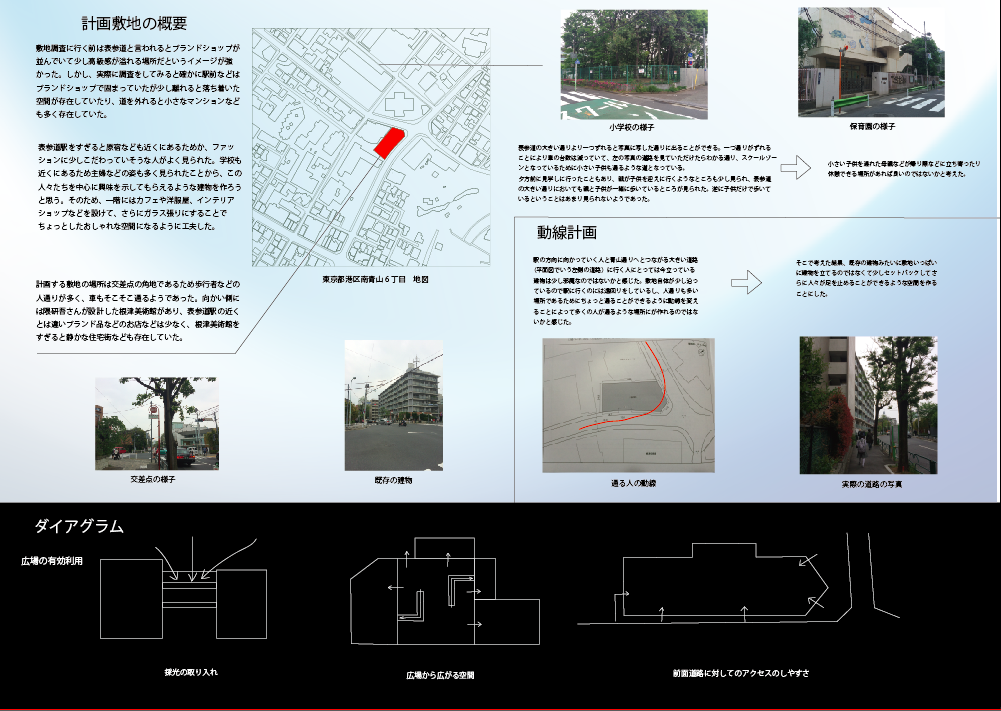 計画敷地の概要
敷地調査に行く前は表参道と言われるとブランドショップが
並んでいて少し高級感が溢れる場所だというイメージが強
かった。しかし、実際に調査をしてみると確かに駅前などは
ブランドショップで固まっていたが少し離れると落ち着いた
空間が存在していたり、道を外れると小さなマンションなど
も多く存在していた。
表参道駅をすぎると原宿なども近くにあるためか、ファッ
ションに少しこだわっていそうな人がよく見られた。学校も
近くにあるため主婦などの姿も多く見られたことから、この
人々たちを中心に興味を示してもらえるような建物を作ろう
と思う。そのため、一階にはカフェや洋服屋、インテリア
ショップなどを設けて、さらにガラス張りにすることで
ちょっとしたおしゃれな空間になるように工夫した。
計画する敷地の場所は交差点の角地であるため歩行者などの
人通りが多く、車もそこそこ通るようであった。向かい側に
は隈研吾さんが設計した根津美術館があり、表参道駅の近く
とは違いブランド品などのお店などは少なく、根津美術館を
すぎると静かな住宅街なども存在していた。
東京都港区南青山6丁目 地図
交差点の様子
既存の建物
小学校の様子
保育園の様子
表参道の大きい通りより一つずれると写真に写した通りに出ることができる。一つ通りがずれる
ことにより車の台数は減っていて、左の写真の道路を見ていただけたらわかる通り、スクールゾー
ンとなっているために小さい子供も通るような道となっている。
夕方前に見学しに行ったこともあり、親が子供を迎えに行くようなところも少し見られ、表参道
の大きい通りにおいても親と子供が一緒に歩いているところが見られた。逆に子供だけで歩いて
いるということはあまり見られないようであった。
小さい子供を連れた母親などが帰り際などに立ち寄ったり
休憩できる場所があれば良いのではないかと考えた。
動線計画
駅の方向に向かっていく人と青山通りへとつながる大きい道路
(平面図でいう左側の道路)に行く人にとっては今立っている
建物は少し邪魔なのではないかと感じた。敷地自体が少し迫っ
ているので駅に行くのには遠回りをしているし、人通りも多い
場所であるためにちょっと通ることができるように動線を変え
ることによって多くの人が通るような場所にが作れるのではな
いかと感じた。
そこで考えた結果、既存の建物みたいに敷地いっぱい
に建物を立てるのではなくて少しセットバックしてさ
らに人々が足を止めることができるような空間を作る
ことにした。
通る人の動線
実際の道路の写真
ダイアグラム
広場の有効利用
採光の取り入れ
広場から広がる空間
前面道路に対してのアクセスのしやすさ